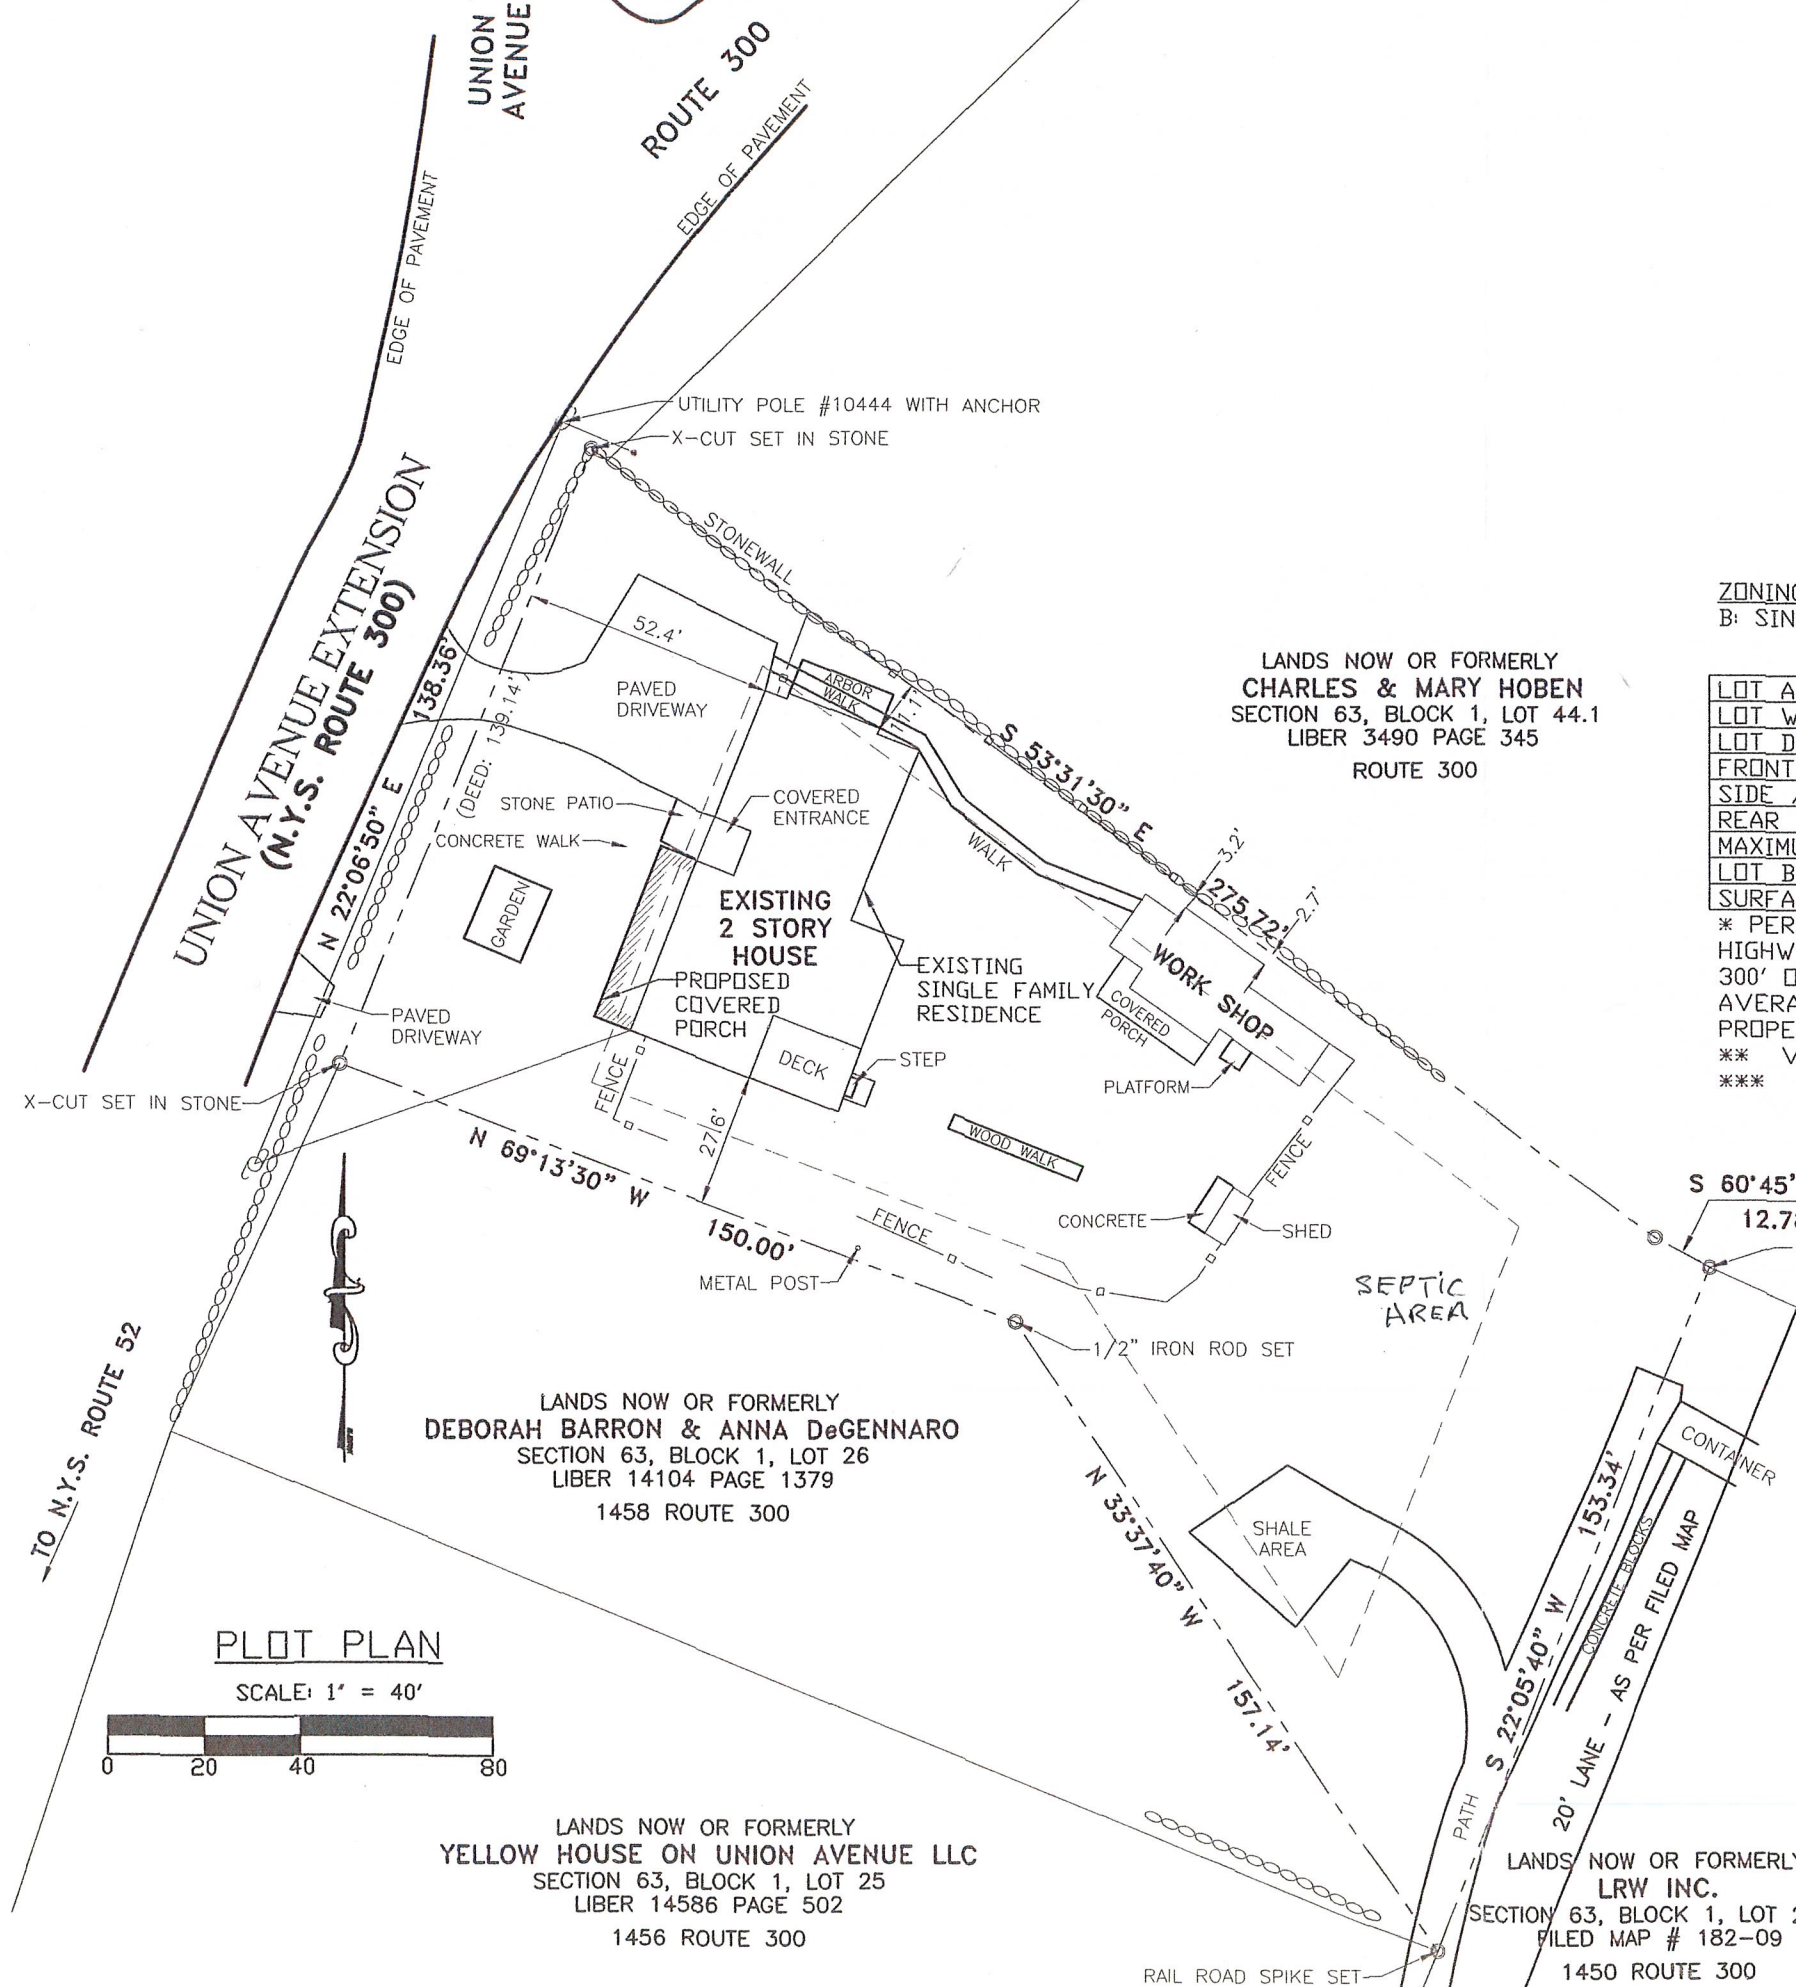 UNION
AVENUE
ROUTE 300
EDGE OF PAVEMENT
EDGE OF PAVEMENT
UTILITY POLE #10444 WITH ANCHOR
X-CUT SET IN STONE
STONEWALL
UNION AVENUE EXTENSION
(N.Y.S. ROUTE 300)
138.36'
N 22°06'50" E
(DEED: 139.14')
52.4'
PAVED
DRIVEWAY
ARBOR
WALK
11.1'
S 53°31'30" E
275.72'
3.2'
2.7'
LANDS NOW OR FORMERLY
CHARLES & MARY HOBEN
SECTION 63, BLOCK 1, LOT 44.1
LIBER 3490 PAGE 345
ROUTE 300
ZONING
B: SIN
LOT A
LOT W
LOT D
FRONT
SIDE
REAR
MAXIMU
LOT B
SURFA
* PER
HIGHW
300' O
AVERA
PROPE
** V
***
STONE PATIO
COVERED
ENTRANCE
CONCRETE WALK
WALK
GARDEN
EXISTING
2 STORY
HOUSE
PROPOSED
COVERED
PORCH
EXISTING
SINGLE FAMILY
RESIDENCE
WORK SHOP
COVERED
PORCH
PLATFORM
PAVED
DRIVEWAY
DECK
STEP
FENCE
X-CUT SET IN STONE
27.6'
N 69°13'30" W
150.00'
WOOD WALK
FENCE
FENCE
CONCRETE
SHED
METAL POST
1/2" IRON ROD SET
SEPTIC
AREA
S 60°45'
12.78
TO N.Y.S. ROUTE 52
LANDS NOW OR FORMERLY
DEBORAH BARRON & ANNA DeGENNARO
SECTION 63, BLOCK 1, LOT 26
LIBER 14104 PAGE 1379
1458 ROUTE 300
N 33°37'40" W
157.14'
SHALE
AREA
CONTAINER
153.34'
S 22°05'40" W
CONCRETE BLOCKS
20' LANE - AS PER FILED MAP
PATH
PLOT PLAN
SCALE: 1" = 40'
0 20 40 80
LANDS NOW OR FORMERLY
YELLOW HOUSE ON UNION AVENUE LLC
SECTION 63, BLOCK 1, LOT 25
LIBER 14586 PAGE 502
1456 ROUTE 300
LANDS NOW OR FORMERLY
LRW INC.
SECTION 63, BLOCK 1, LOT 2
FILED MAP # 182-09
1450 ROUTE 300
RAIL ROAD SPIKE SET